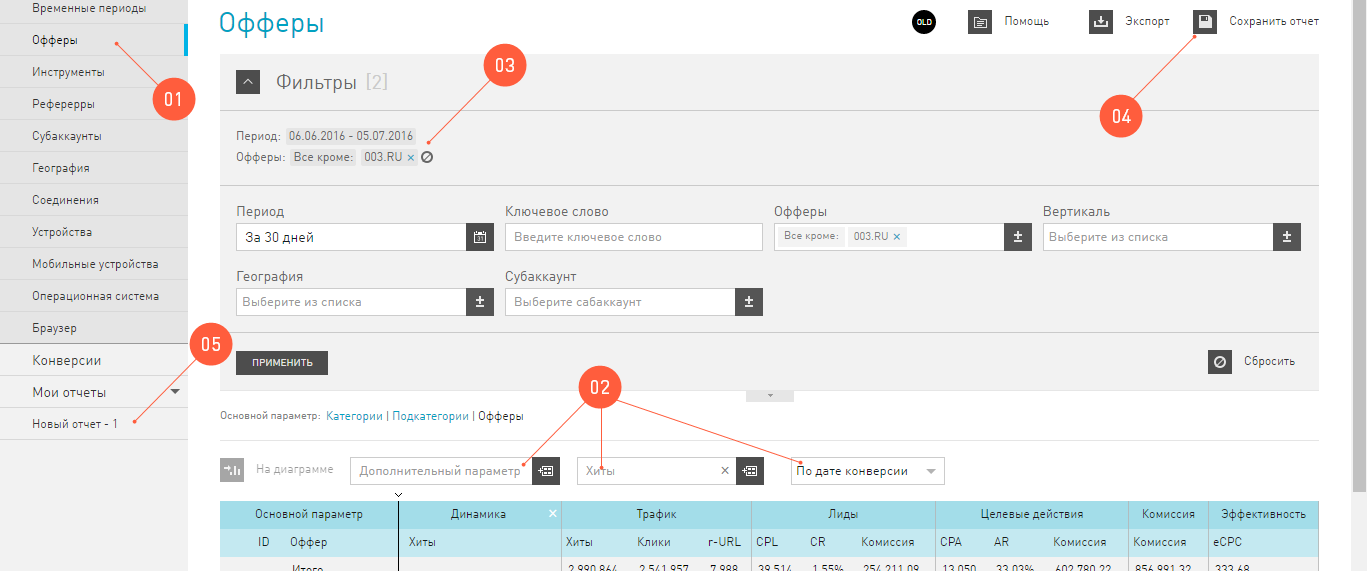 Временные периоды
Офферы
Инструменты
Рефереrры
Субаккаунты
География
Соединения
Устройства
Мобильные устройства
Операционная система
Браузер
Конверсии
Мои отчеты
Новый отчет - 1
01
05
Офферы
OLD
Помощь
Экспорт
Сохранить отчет
03
04
Фильтры [2]
Период: 06.06.2016 - 05.07.2016
Офферы: Все кроме: 003.RU ×
Период
Ключевое слово
Офферы
Вертикаль
За 30 дней
31
Введите ключевое слово
Все кроме: 003.RU ×
±
Выберите из списка
±
География
Субаккаунт
Выберите из списка
±
Выберите сабаккаунт
±
ПРИМЕНИТЬ
Сбросить
02
Основной параметр: Категории | Подкатегории | Офферы
На диаграмме
Дополнительный параметр
Хиты ×
По дате конверсии
Основной параметр Динамика × Трафик Лиды Целевые действия Комиссия Эффективность
ID Оффер Хиты Хиты Клики r-URL CPL CR Комиссия CPA AR Комиссия Комиссия eCPC
Итого 2 990 864 2 541 957 7 988 39 514 1.55% 254 211.09 13 050 33.03% 602 780.22 856 991.32 333.68